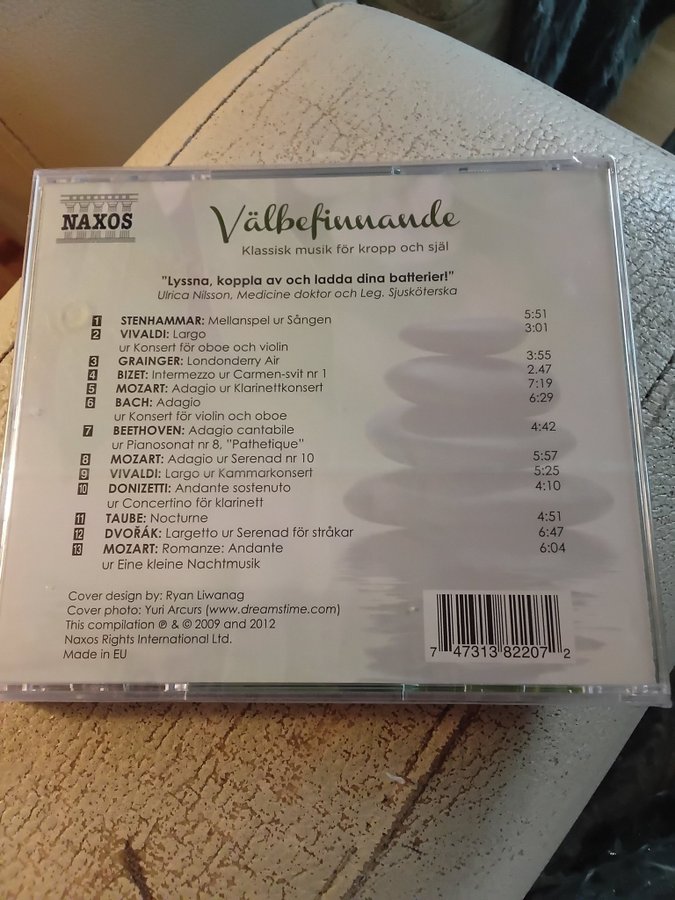 NAXOS
Välbefinnande
Klassisk musik för kropp och själ
"Lyssna, koppla av och ladda dina batterier!"
Ulrica Nilsson, Medicine doktor och Leg. Sjusköterska
1 STENHAMMAR: Mellanspel ur Sången 5:51
2 VIVALDI: Largo 3:01
ur Konsert för oboe och violin
3 GRAINGER: Londonderry Air 3:55
4 BIZET: Intermezzo ur Carmen-svit nr 1 2.47
5 MOZART: Adagio ur Klarinettkonsert 7:19
6 BACH: Adagio 6:29
ur Konsert för violin och oboe
7 BEETHOVEN: Adagio cantabile 4:42
ur Pianosonat nr 8, "Pathetique"
8 MOZART: Adagio ur Serenad nr 10 5:57
9 VIVALDI: Largo ur Kammarkonsert 5:25
10 DONIZETTI: Andante sostenuto 4:10
ur Concertino för klarinett
11 TAUBE: Nocturne 4:51
12 DVOŘÁK: Largetto ur Serenad för stråkar 6:47
13 MOZART: Romanze: Andante 6:04
ur Eine kleine Nachtmusik
Cover design by: Ryan Liwanag
Cover photo: Yuri Arcurs (www.dreamstime.com)
This compilation ℗ & © 2009 and 2012
Naxos Rights International Ltd.
Made in EU
7 47313 82207 2